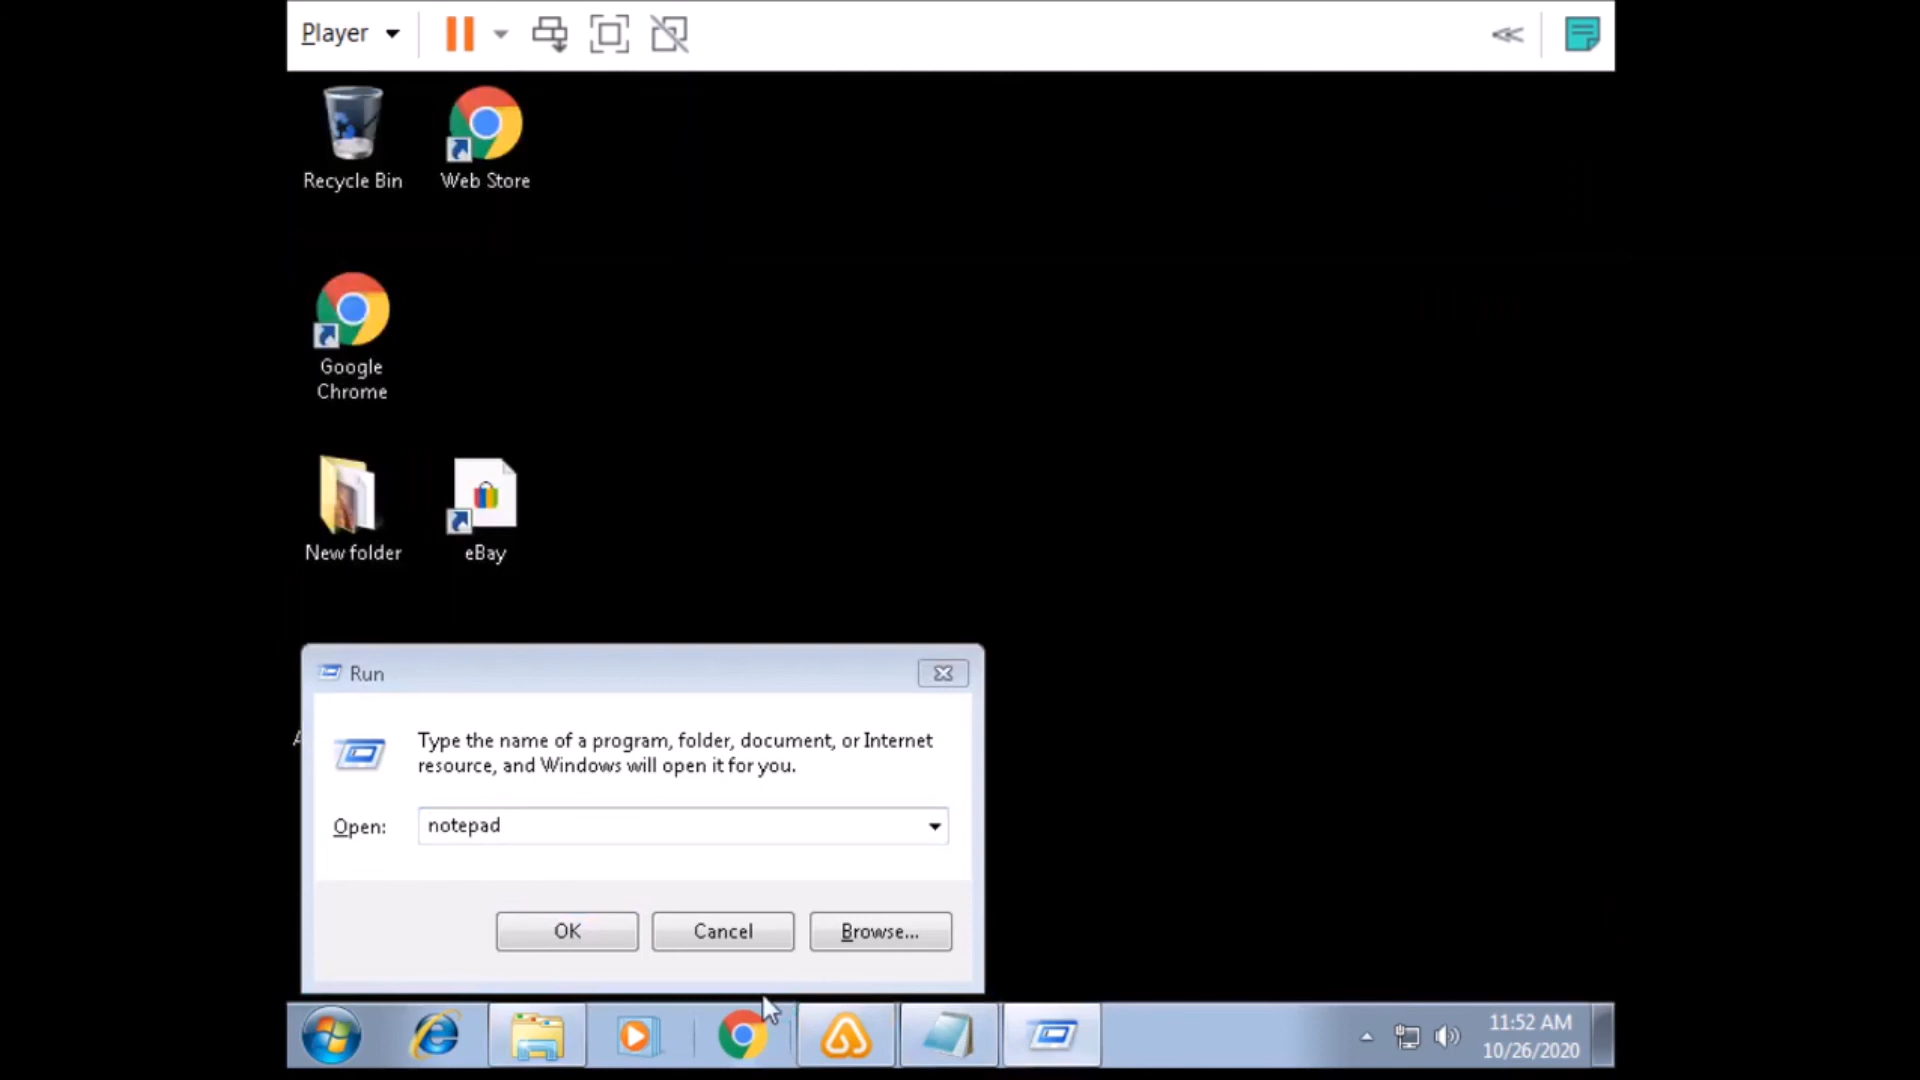 Player
Recycle Bin
Web Store
Google
Chrome
New folder
eBay
Run
Type the name of a program, folder, document, or Internet
resource, and Windows will open it for you.
Open:
notepad
OK
Cancel
Browse...
11:52 AM
10/26/2020